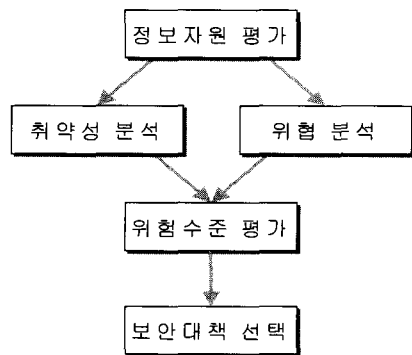 정보자원 평가
취약성 분석
위협 분석
위험수준 평가
보안대책 선택